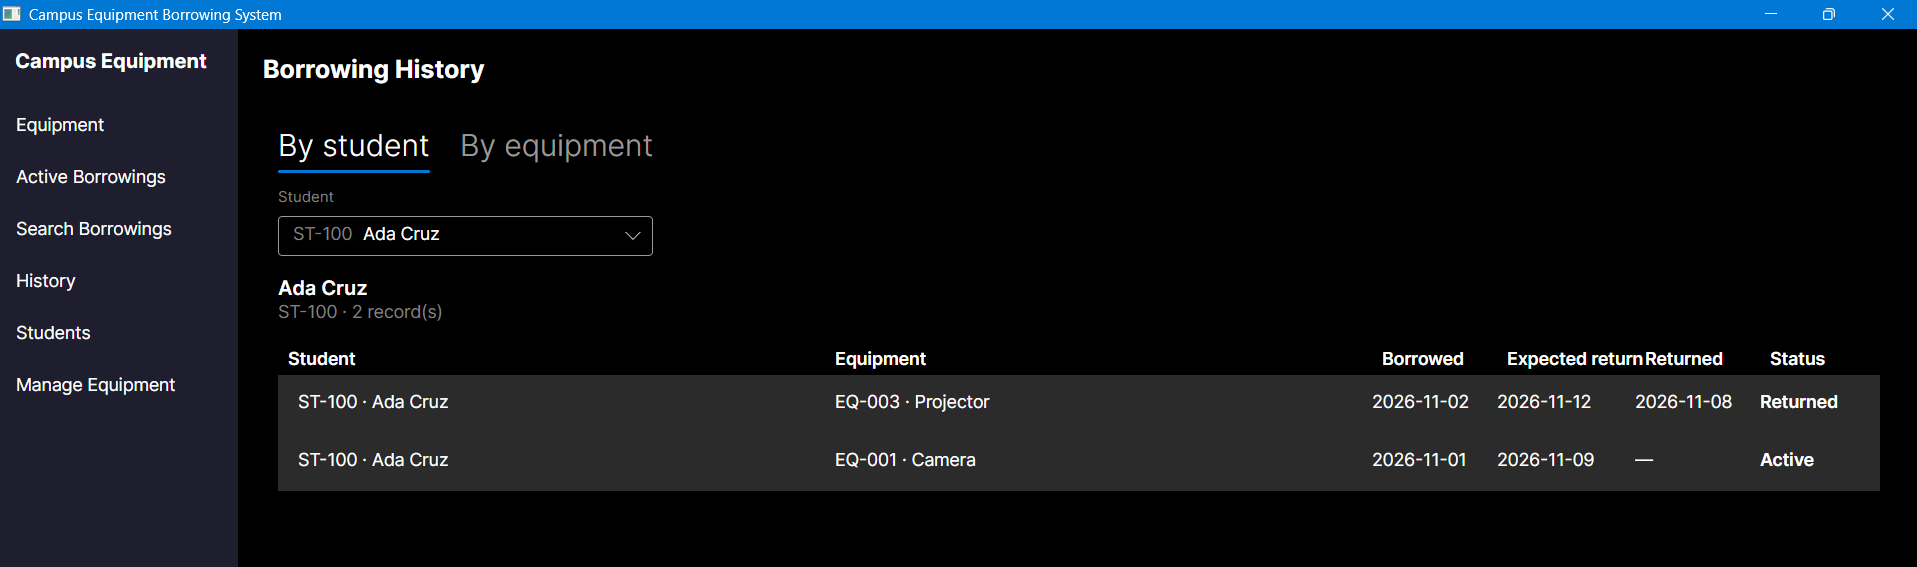 Campus Equipment Borrowing System
Campus Equipment
Equipment
Active Borrowings
Search Borrowings
History
Students
Manage Equipment
Borrowing History
By student By equipment
Student
ST-100 Ada Cruz
Ada Cruz
ST-100 · 2 record(s)
Student Equipment Borrowed Expected return Returned Status
ST-100 · Ada Cruz EQ-003 · Projector 2026-11-02 2026-11-12 2026-11-08 Returned
ST-100 · Ada Cruz EQ-001 · Camera 2026-11-01 2026-11-09 — Active